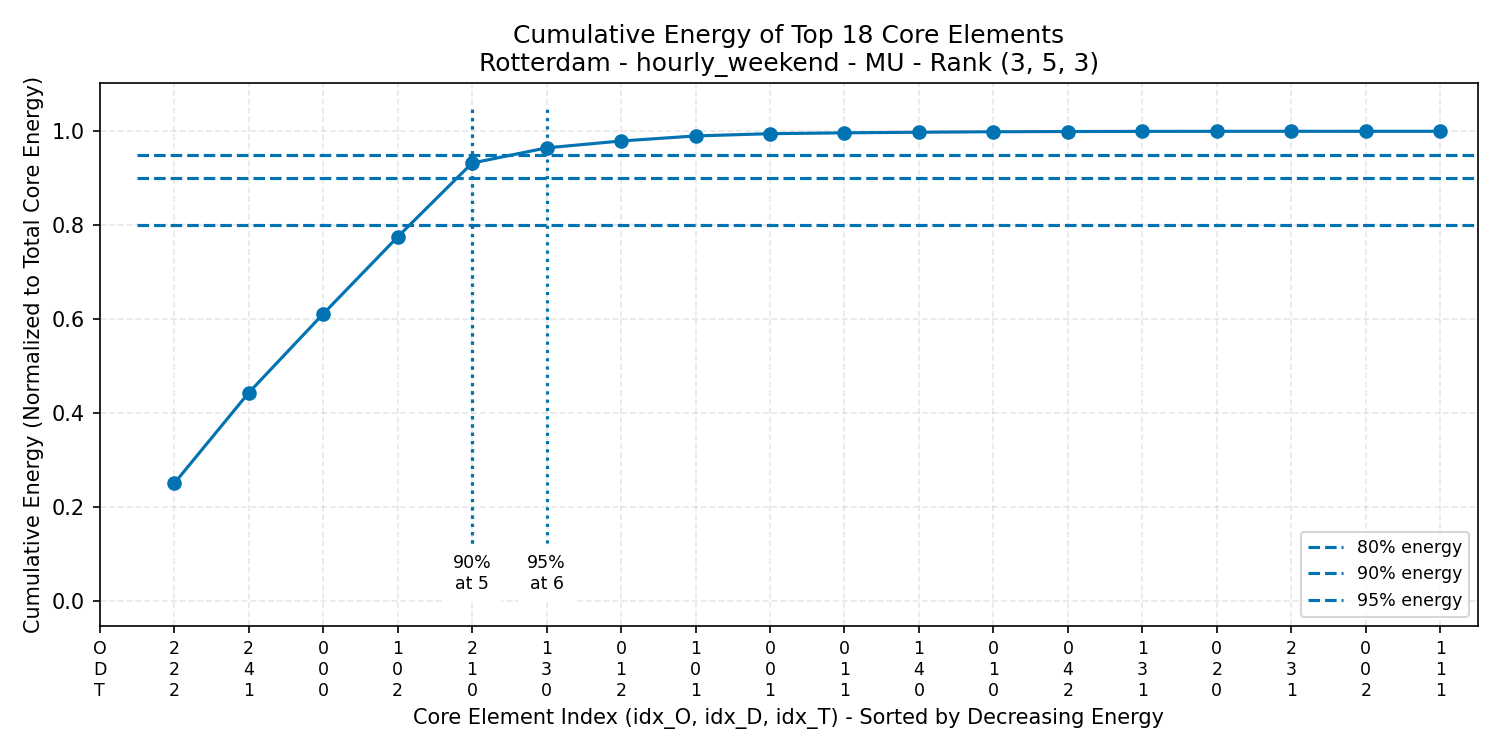 Cumulative Energy of Top 18 Core Elements
Rotterdam - hourly_weekend - MU - Rank (3, 5, 3)
Cumulative Energy (Normalized to Total Core Energy)
1.0
0.8
0.6
0.4
0.2
0.0
90%
at 5
95%
at 6
80% energy
90% energy
95% energy
O 2 2 0 1 2 1 0 1 0 0 1 0 0 1 0 2 0 1
D 2 4 0 0 1 3 1 0 0 1 4 1 4 3 2 3 0 1
T 2 1 0 2 0 0 2 1 1 1 0 0 2 1 0 1 2 1
Core Element Index (idx_O, idx_D, idx_T) - Sorted by Decreasing Energy